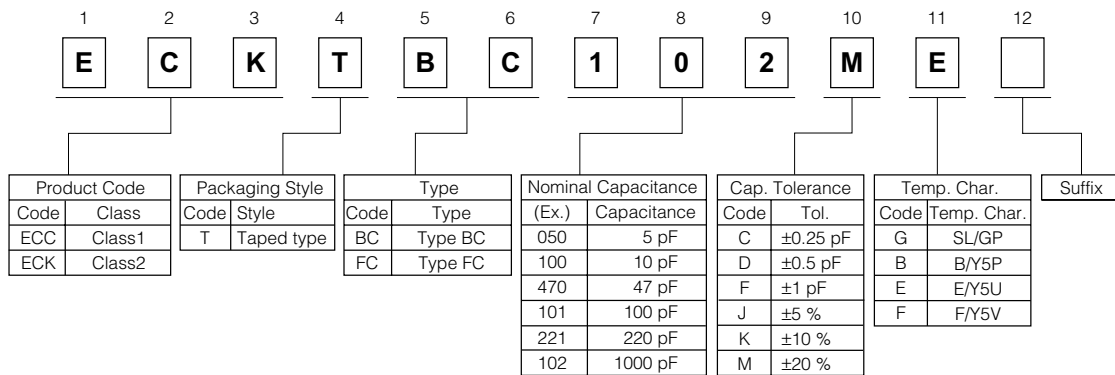 1 2 3 4 5 6 7 8 9 10 11 12
E C K T B C 1 0 2 M E
Product Code
Code Class
ECC Class1
ECK Class2
Packaging Style
Code Style
T Taped type
Type
Code Type
BC Type BC
FC Type FC
Nominal Capacitance
(Ex.) Capacitance
050 5 pF
100 10 pF
470 47 pF
101 100 pF
221 220 pF
102 1000 pF
Cap. Tolerance
Code Tol.
C ±0.25 pF
D ±0.5 pF
F ±1 pF
J ±5 %
K ±10 %
M ±20 %
Temp. Char.
Code Temp. Char.
G SL/GP
B B/Y5P
E E/Y5U
F F/Y5V
Suffix